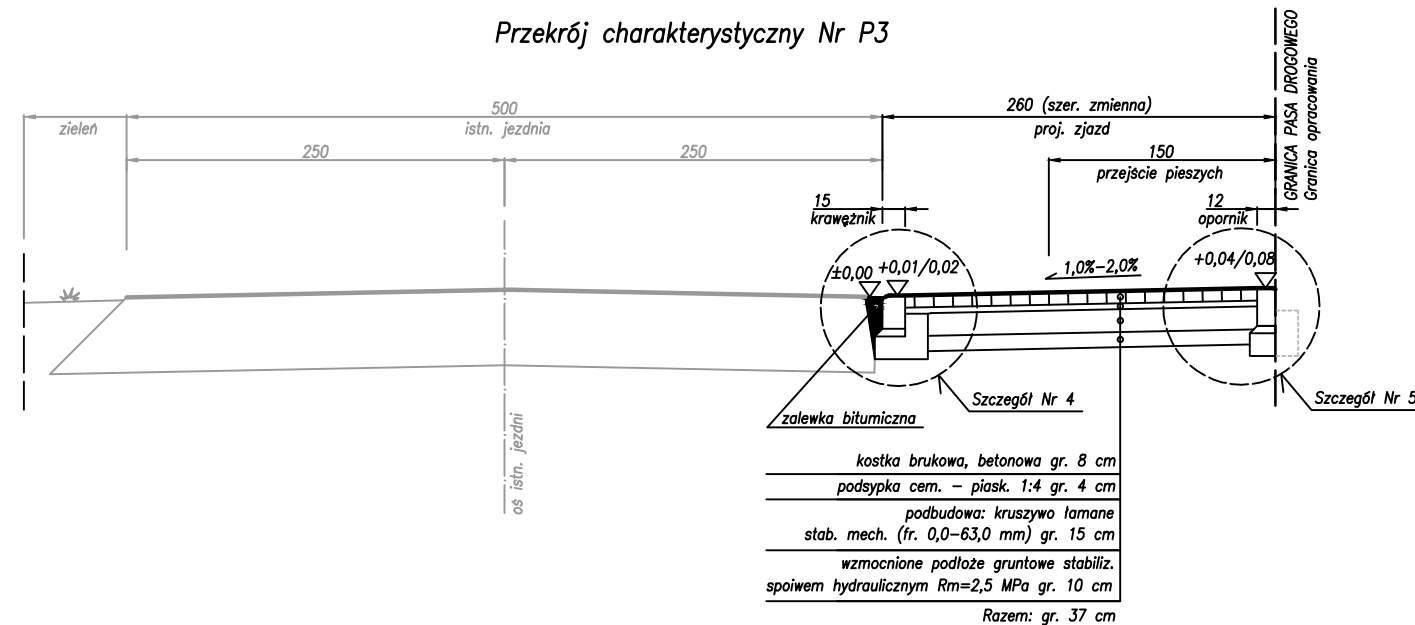 Przekrój charakterystyczny Nr P3
GRANICA PASA DROGOWEGO
Granica opracowania
500
260 (szer. zmienna)
zieleń
istn. jezdnia
proj. zjazd
250
250
150
przejście pieszych
15
krawężnik
12
opornik
±0,00
+0,01/0,02
1,0%-2,0%
+0,04/0,08
Szczegół Nr 4
Szczegół Nr 5
zalewka bitumiczna
oś istn. jezdni
kostka brukowa, betonowa gr. 8 cm
podsypka cem. - piask. 1:4 gr. 4 cm
podbudowa: kruszywo łamane
stab. mech. (fr. 0,0-63,0 mm) gr. 15 cm
wzmocnione podłoże gruntowe stabiliz.
spoiwem hydraulicznym Rm=2,5 MPa gr. 10 cm
Razem: gr. 37 cm